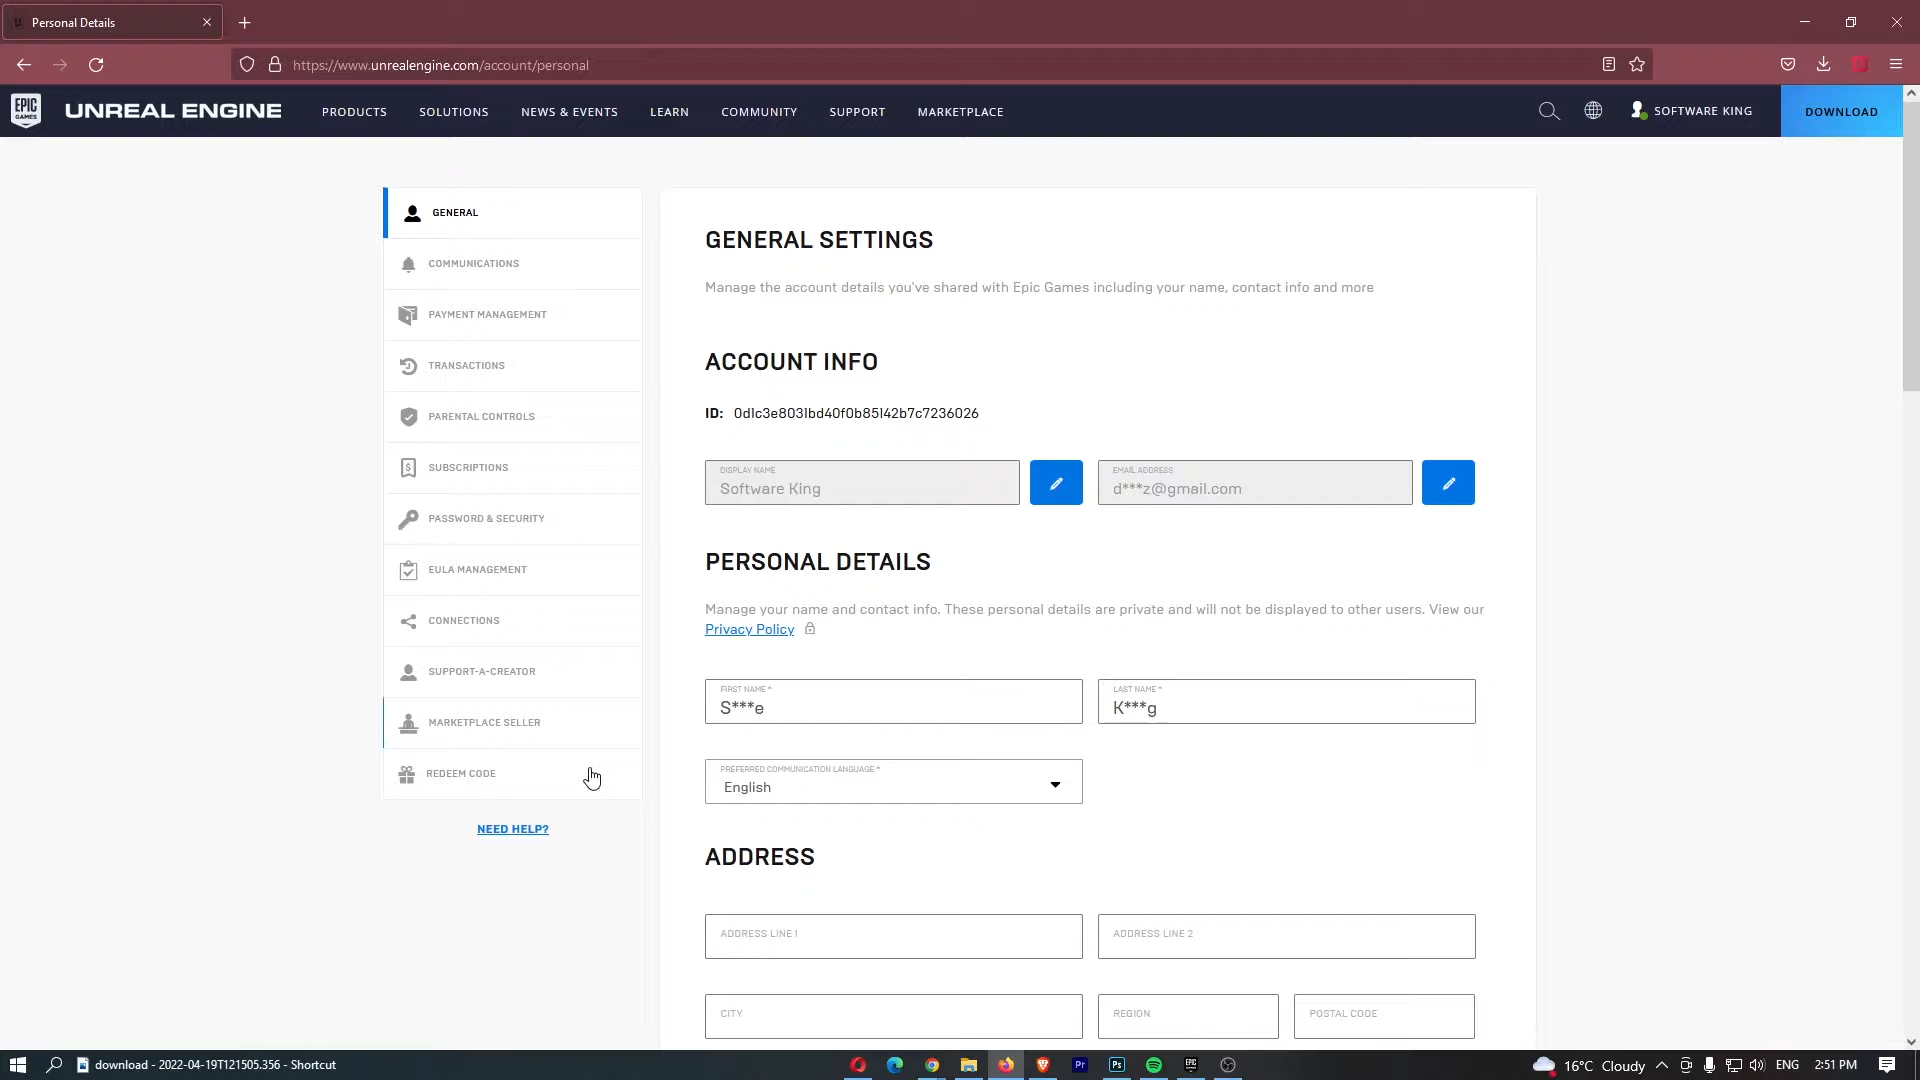 Personal Details
https://www.unrealengine.com/account/personal
EPIC GAMES
UNREAL ENGINE
PRODUCTS
SOLUTIONS
NEWS & EVENTS
LEARN
COMMUNITY
SUPPORT
MARKETPLACE
SOFTWARE KING
DOWNLOAD
GENERAL
COMMUNICATIONS
PAYMENT MANAGEMENT
TRANSACTIONS
PARENTAL CONTROLS
SUBSCRIPTIONS
PASSWORD & SECURITY
EULA MANAGEMENT
CONNECTIONS
SUPPORT-A-CREATOR
MARKETPLACE SELLER
REDEEM CODE
NEED HELP?
GENERAL SETTINGS
Manage the account details you've shared with Epic Games including your name, contact info and more
ACCOUNT INFO
ID: 0d1c3e8031bd40f0b85142b7c7236026
DISPLAY NAME
Software King
EMAIL ADDRESS
d***z@gmail.com
PERSONAL DETAILS
Manage your name and contact info. These personal details are private and will not be displayed to other users. View our
Privacy Policy
FIRST NAME *
S***e
LAST NAME *
K***g
PREFERRED COMMUNICATION LANGUAGE *
English
ADDRESS
ADDRESS LINE 1
ADDRESS LINE 2
CITY
REGION
POSTAL CODE
download - 2022-04-19T121505.356 - Shortcut
Pr
Ps
EPIC
16°C Cloudy
ENG
2:51 PM